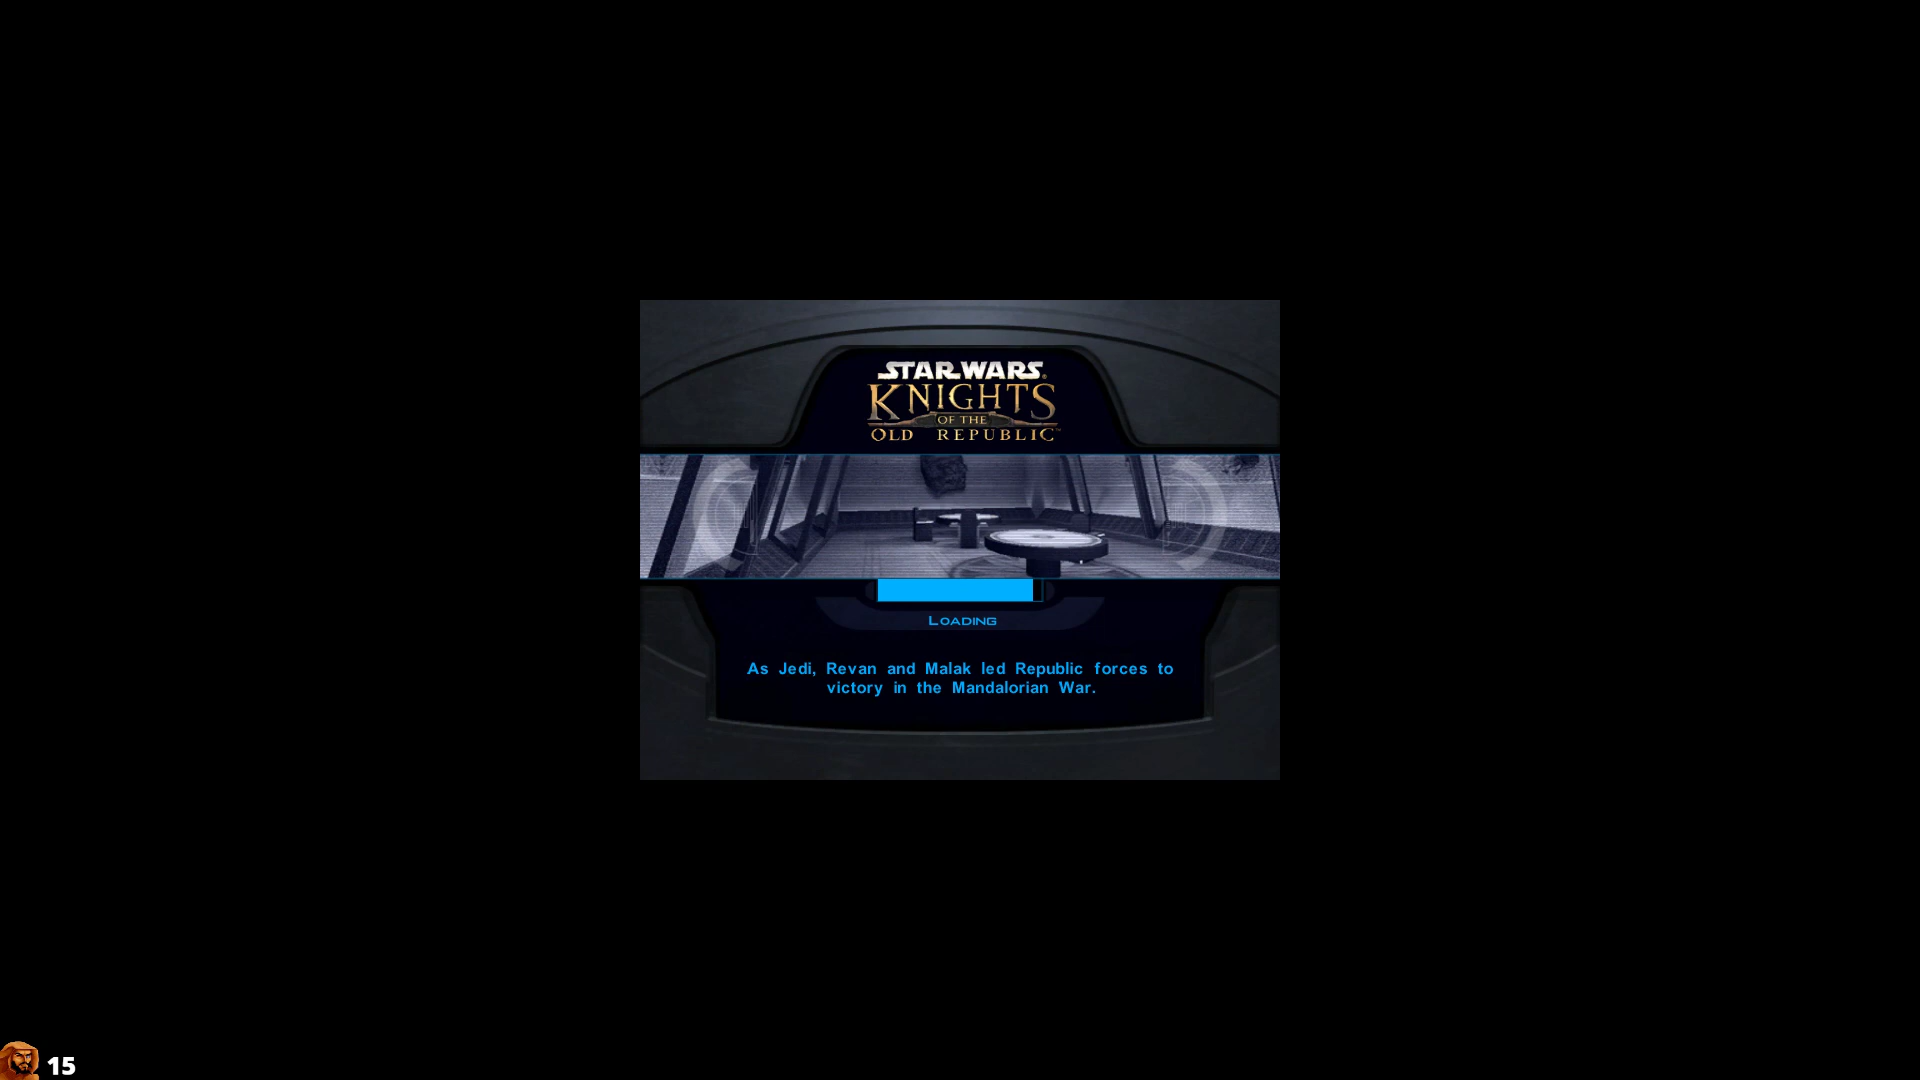 STAR WARS®
KNIGHTS
OF THE
OLD REPUBLIC™
LOADING
As Jedi, Revan and Malak led Republic forces to
victory in the Mandalorian War.
15